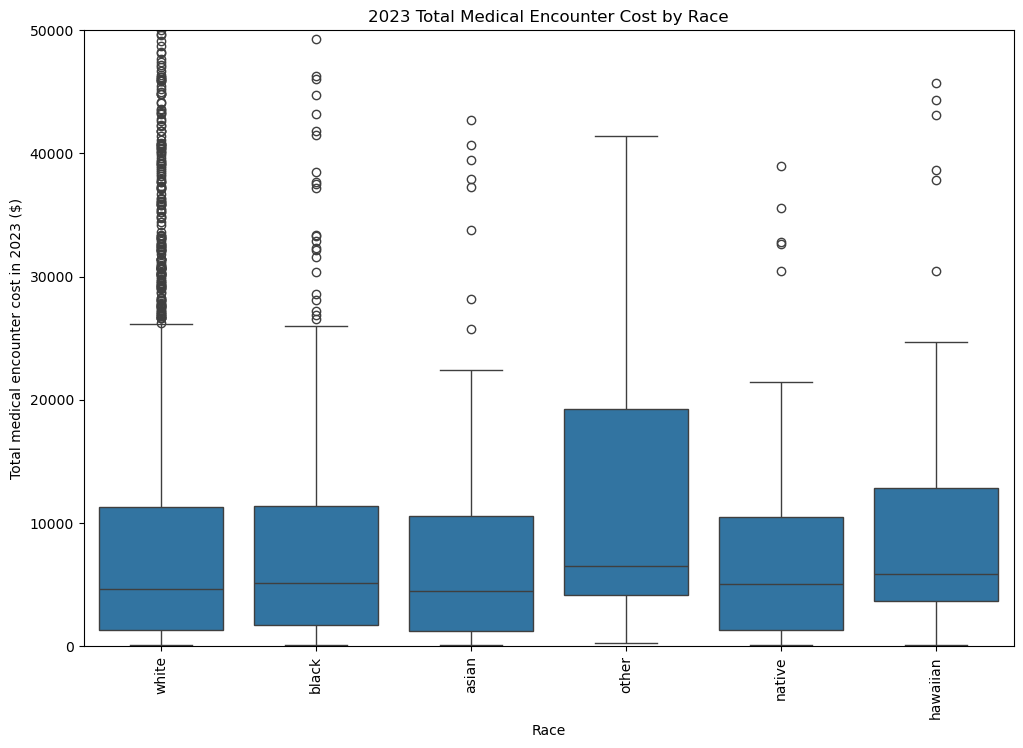 2023 Total Medical Encounter Cost by Race
Total medical encounter cost in 2023 ($)
50000
40000
30000
20000
10000
0
white
black
asian
other
native
hawaiian
Race